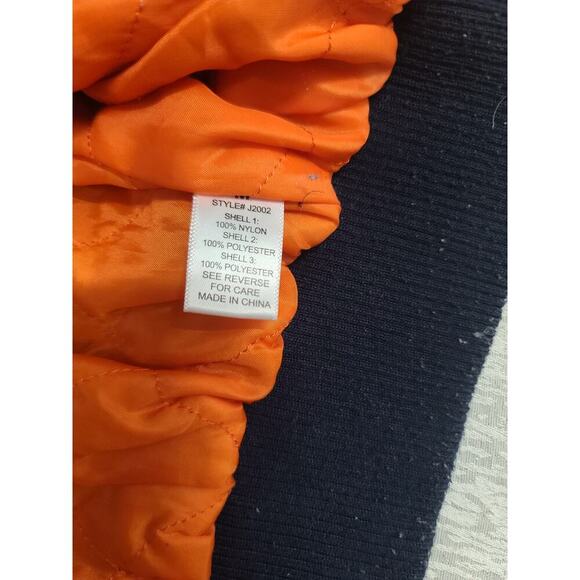 M
STYLE# J2002
SHELL 1:
100% NYLON
SHELL 2:
100% POLYESTER
SHELL 3:
100% POLYESTER
SEE REVERSE
FOR CARE
MADE IN CHINA